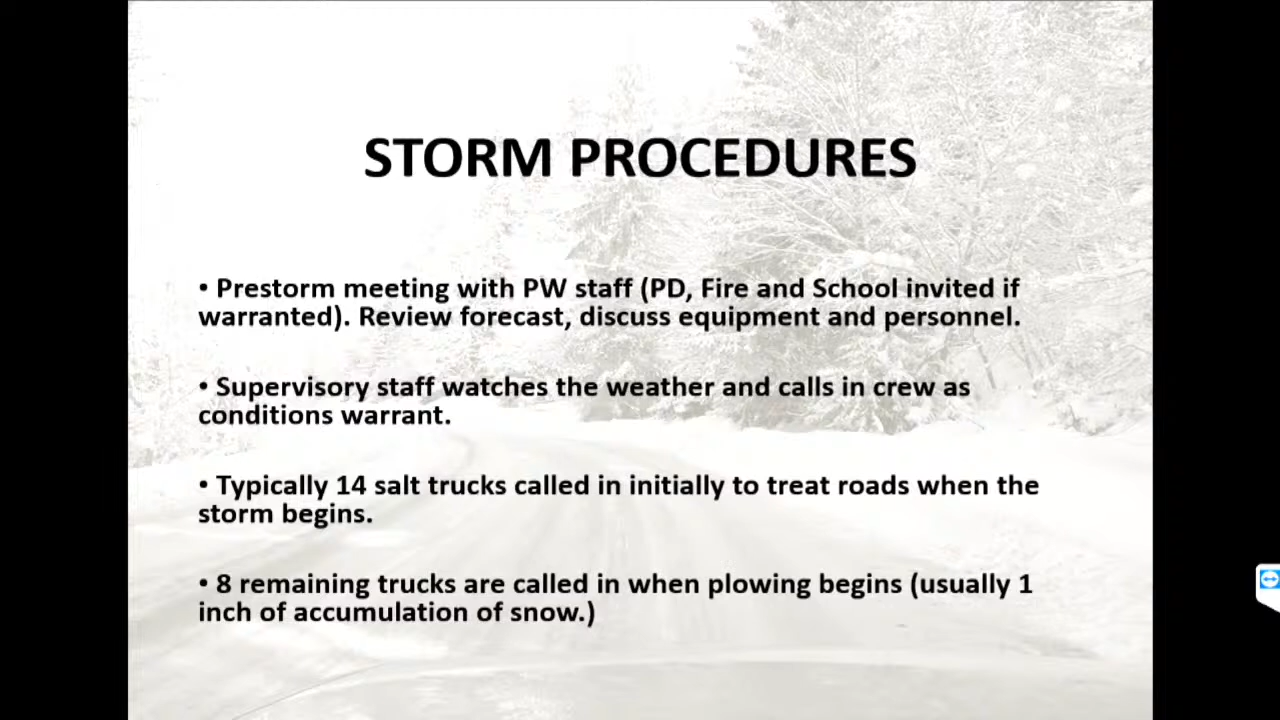 STORM PROCEDURES
• Prestorm meeting with PW staff (PD, Fire and School invited if
warranted). Review forecast, discuss equipment and personnel.
• Supervisory staff watches the weather and calls in crew as
conditions warrant.
• Typically 14 salt trucks called in initially to treat roads when the
storm begins.
• 8 remaining trucks are called in when plowing begins (usually 1
inch of accumulation of snow.)